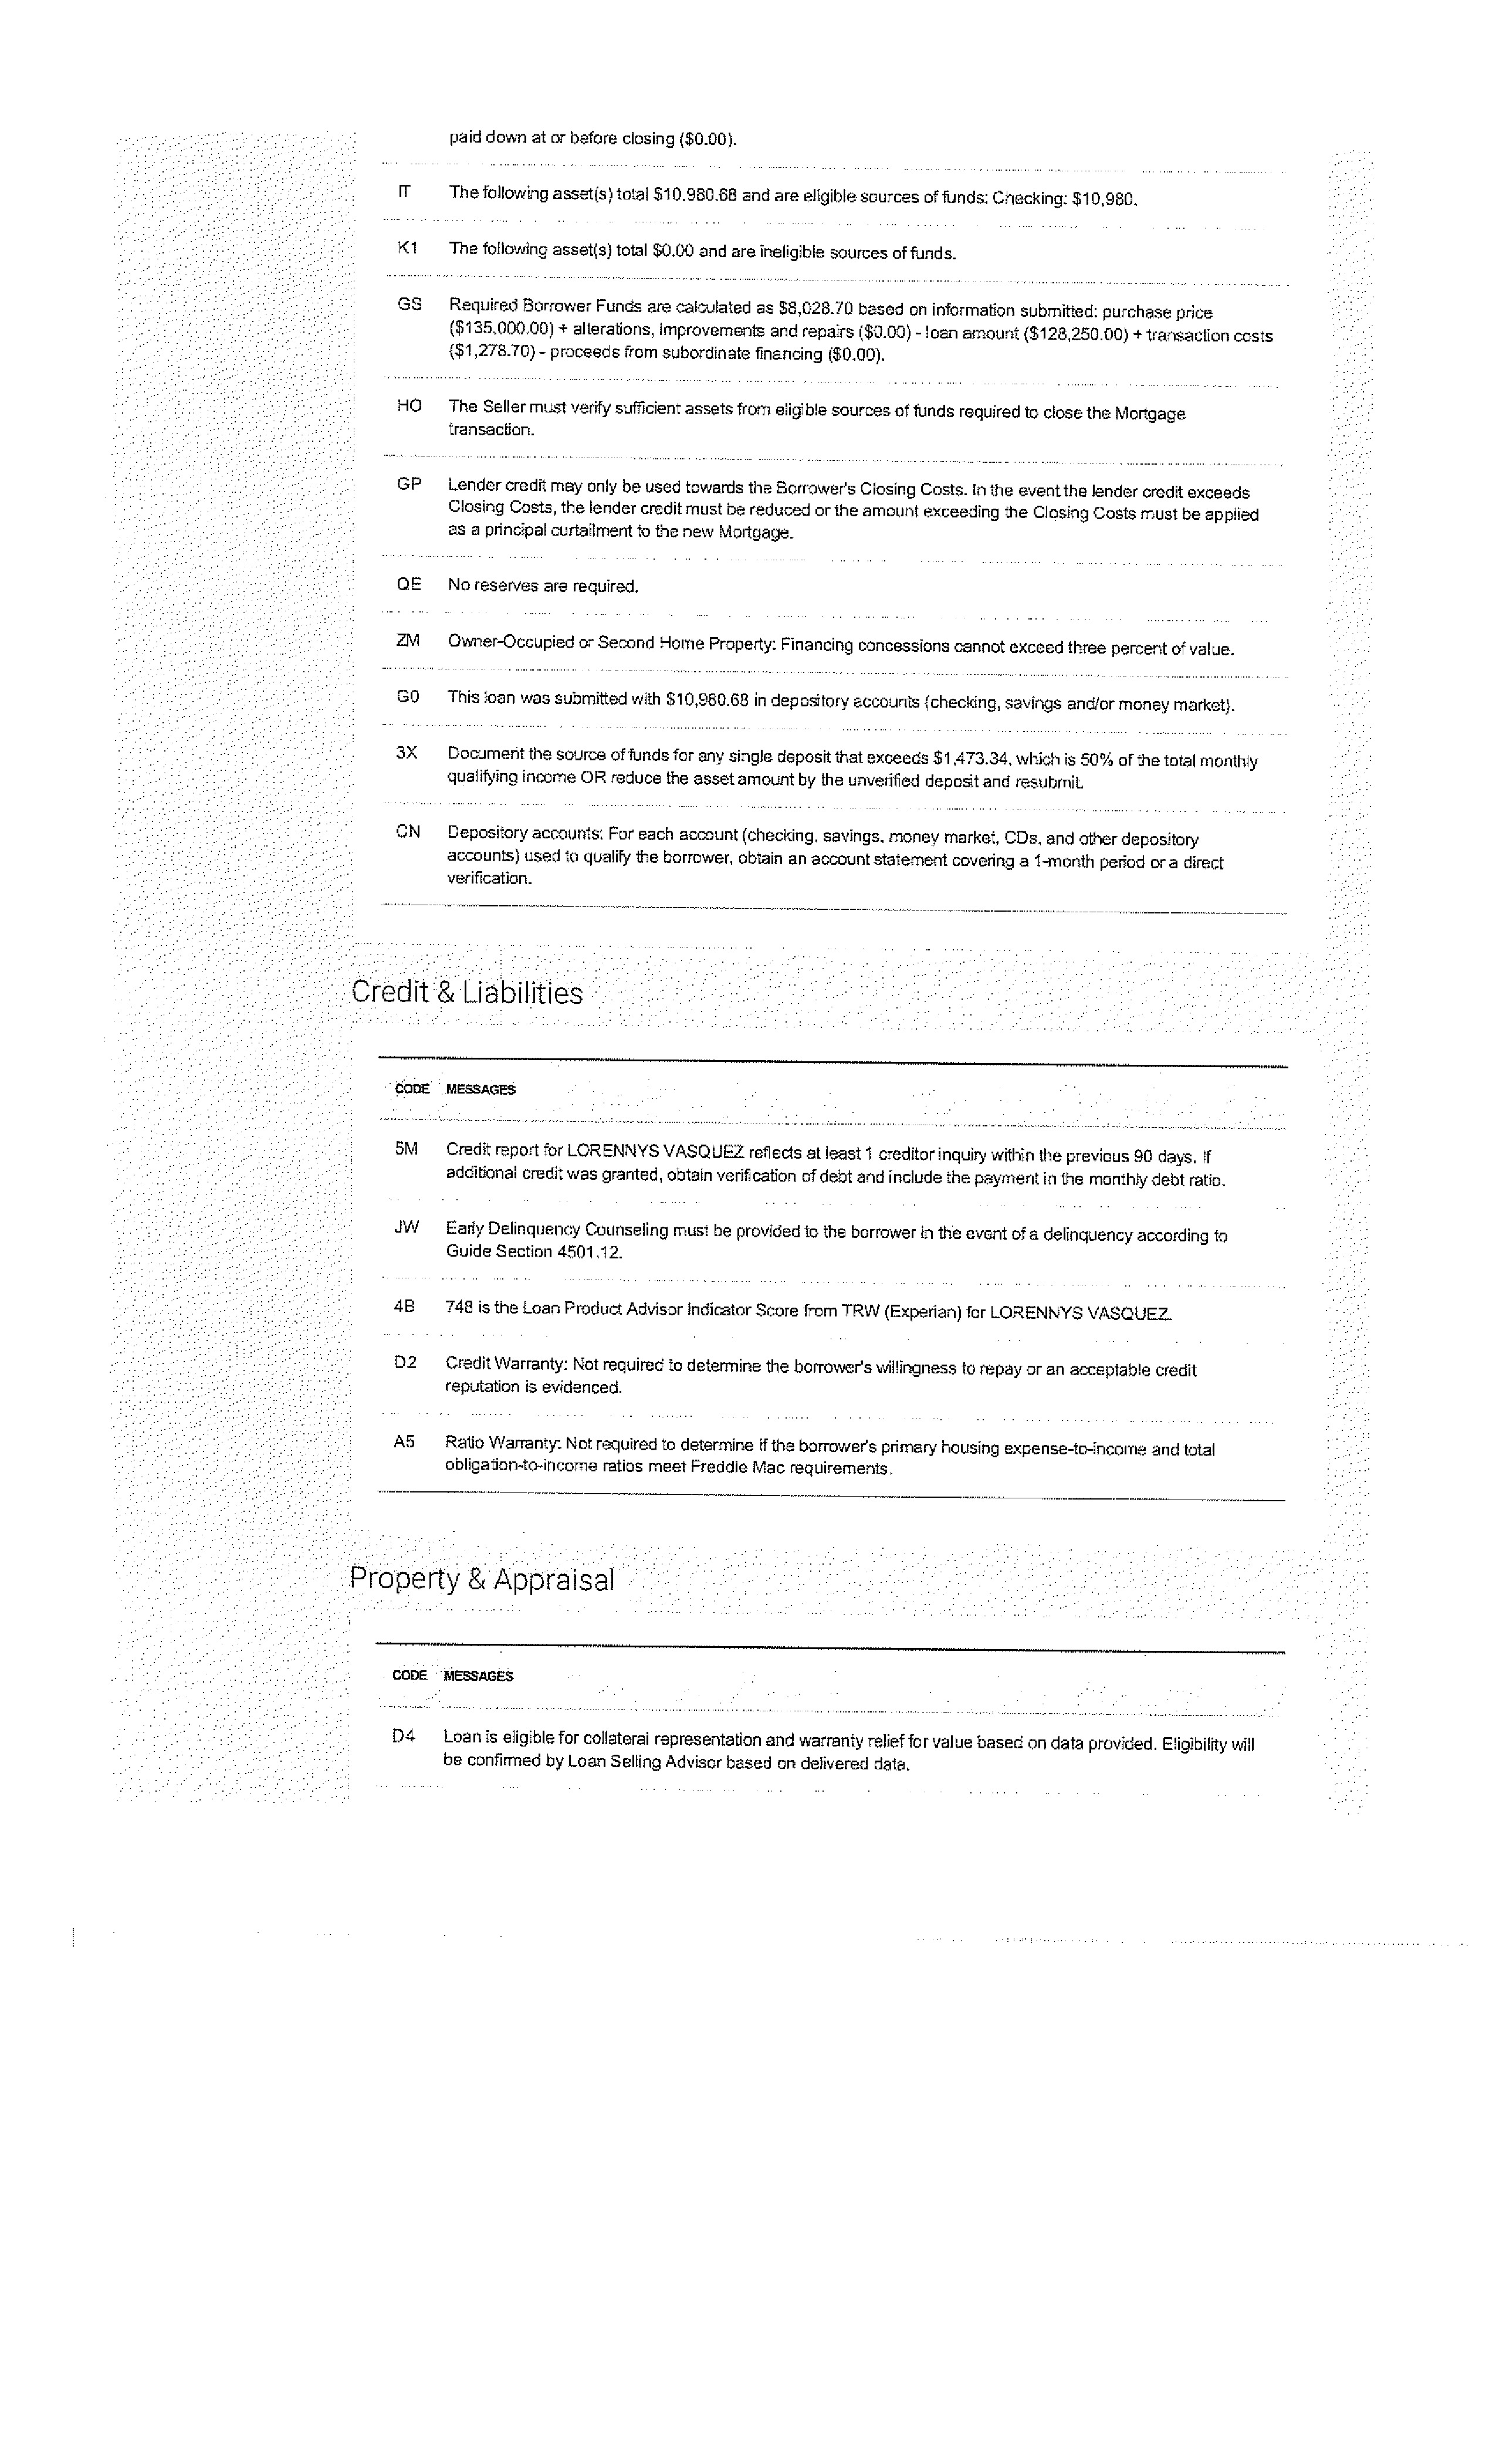 paid down at or before closing ($0.00).
IT The following asset(s) total $10,980.68 and are eligible sources of funds: Checking: $10,980.
K1 The following asset(s) total $0.00 and are ineligible sources of funds.
GS Required Borrower Funds are calculated as $8,028.70 based on information submitted: purchase price
($135,000.00) + alterations, improvements and repairs ($0.00) - loan amount ($128,250.00) + transaction costs
($1,278.70) - proceeds from subordinate financing ($0.00).
HO The Seller must verify sufficient assets from eligible sources of funds required to close the Mortgage
transaction.
GP Lender credit may only be used towards the Borrower's Closing Costs. In the event the lender credit exceeds
Closing Costs, the lender credit must be reduced or the amount exceeding the Closing Costs must be applied
as a principal curtailment to the new Mortgage.
QE No reserves are required.
ZM Owner-Occupied or Second Home Property: Financing concessions cannot exceed three percent of value.
G0 This loan was submitted with $10,980.68 in depository accounts (checking, savings and/or money market).
3X Document the source of funds for any single deposit that exceeds $1,473.34, which is 50% of the total monthly
qualifying income OR reduce the asset amount by the unverified deposit and resubmit.
CN Depository accounts: For each account (checking, savings, money market, CDs, and other depository
accounts) used to qualify the borrower, obtain an account statement covering a 1-month period or a direct
verification.
Credit & Liabilities
CODE MESSAGES
5M Credit report for LORENNYS VASQUEZ reflects at least 1 creditor inquiry within the previous 90 days. If
additional credit was granted, obtain verification of debt and include the payment in the monthly debt ratio.
JW Early Delinquency Counseling must be provided to the borrower in the event of a delinquency according to
Guide Section 4501.12.
4B 748 is the Loan Product Advisor Indicator Score from TRW (Experian) for LORENNYS VASQUEZ.
D2 Credit Warranty: Not required to determine the borrower's willingness to repay or an acceptable credit
reputation is evidenced.
A5 Ratio Warranty: Not required to determine if the borrower's primary housing expense-to-income and total
obligation-to-income ratios meet Freddie Mac requirements.
Property & Appraisal
CODE MESSAGES
D4 Loan is eligible for collateral representation and warranty relief for value based on data provided. Eligibility will
be confirmed by Loan Selling Advisor based on delivered data.